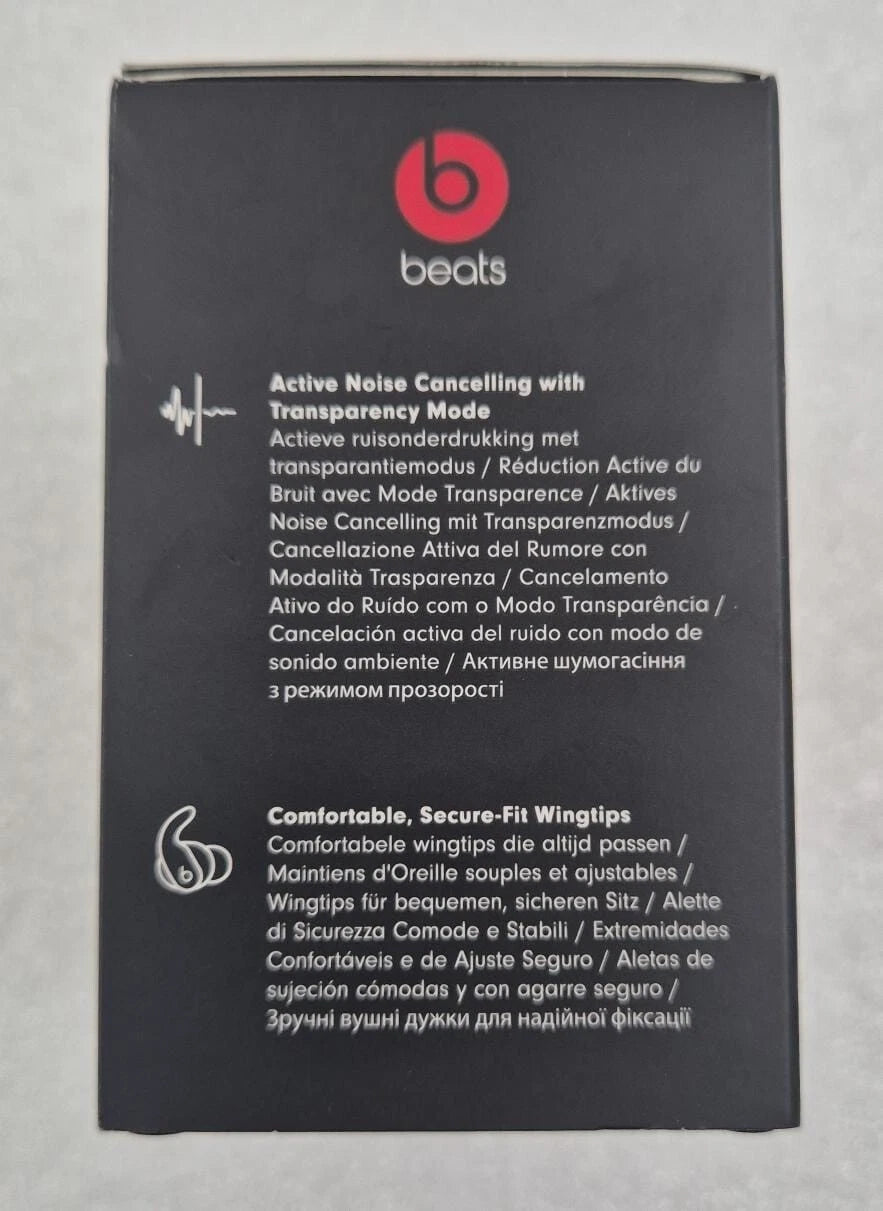 beats
Active Noise Cancelling with
Transparency Mode
Actieve ruisonderdrukking met
transparantiemodus / Réduction Active du
Bruit avec Mode Transparence / Aktives
Noise Cancelling mit Transparenzmodus /
Cancellazione Attiva del Rumore con
Modalità Trasparenza / Cancelamento
Ativo do Ruído com o Modo Transparência /
Cancelación activa del ruido con modo de
sonido ambiente / Активне шумогасіння
з режимом прозорості
Comfortable, Secure-Fit Wingtips
Comfortabele wingtips die altijd passen /
Maintiens d'Oreille souples et ajustables /
Wingtips für bequemen, sicheren Sitz / Alette
di Sicurezza Comode e Stabili / Extremidades
Confortáveis e de Ajuste Seguro / Aletas de
sujeción cómodas y con agarre seguro /
Зручні вушні дужки для надійної фіксації